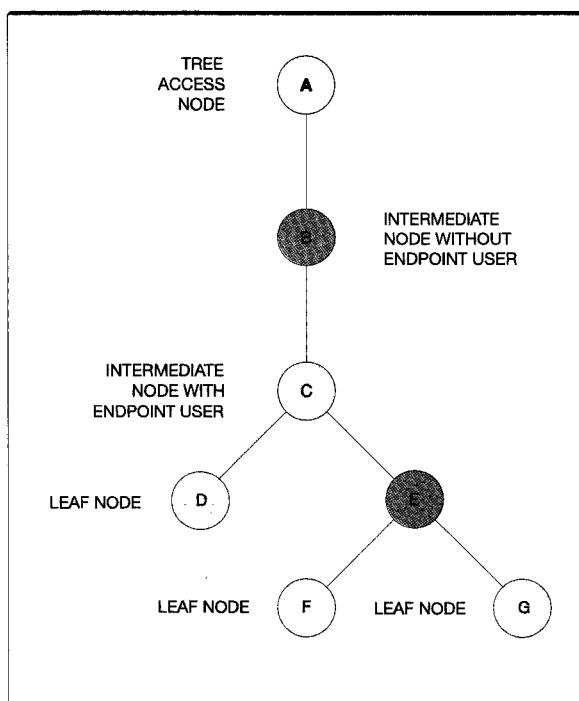 TREE
ACCESS
NODE
A
B
INTERMEDIATE
NODE WITHOUT
ENDPOINT USER
INTERMEDIATE
NODE WITH
ENDPOINT USER
C
LEAF NODE
D
E
LEAF NODE
F
LEAF NODE
G